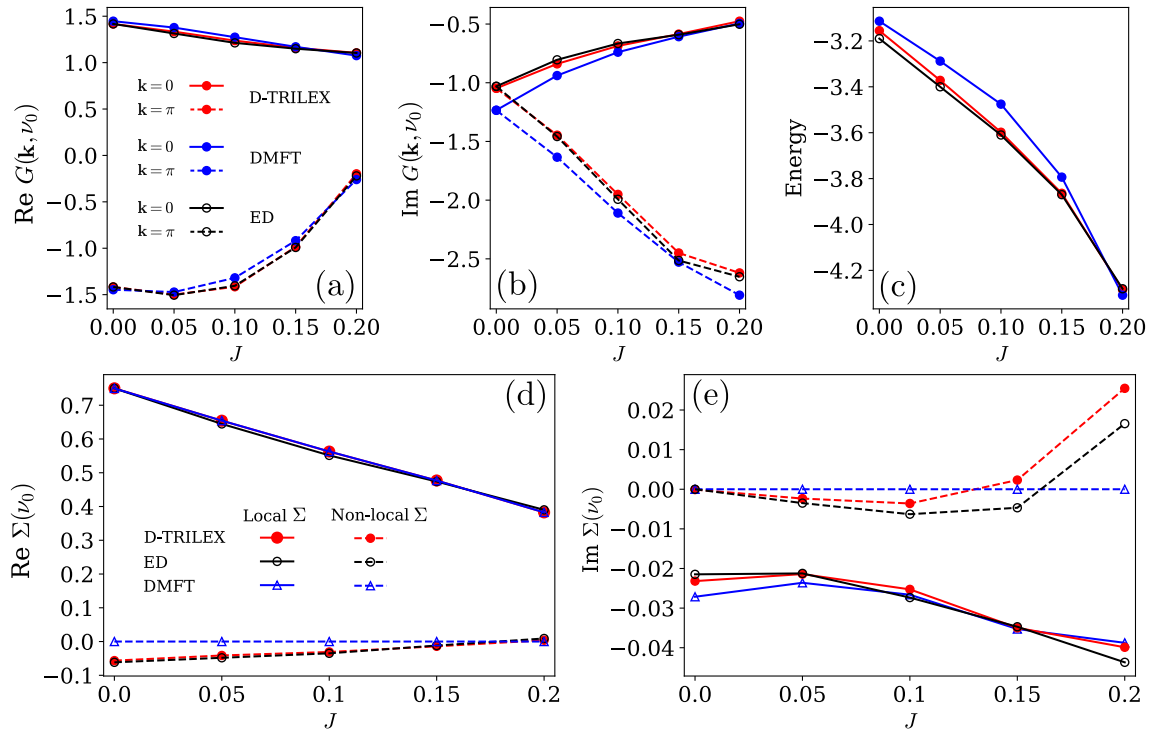 1.5
1.0
0.5
0.0
−0.5
−1.0
−1.5
Re G(k, ν₀)
k = 0
k = π
D-TRILEX
k = 0
k = π
DMFT
k = 0
k = π
ED
(a)
0.00 0.05 0.10 0.15 0.20
J
−0.5
−1.0
−1.5
−2.0
−2.5
Im G(k, ν₀)
(b)
0.00 0.05 0.10 0.15 0.20
J
−3.2
−3.4
−3.6
−3.8
−4.0
−4.2
Energy
(c)
0.00 0.05 0.10 0.15 0.20
J
0.7
0.6
0.5
0.4
0.3
0.2
0.1
0.0
−0.1
Re Σ(ν₀)
(d)
Local Σ Non-local Σ
D-TRILEX
ED
DMFT
0.0 0.05 0.1 0.15 0.2
J
0.02
0.01
0.00
−0.01
−0.02
−0.03
−0.04
Im Σ(ν₀)
(e)
0.0 0.05 0.1 0.15 0.2
J